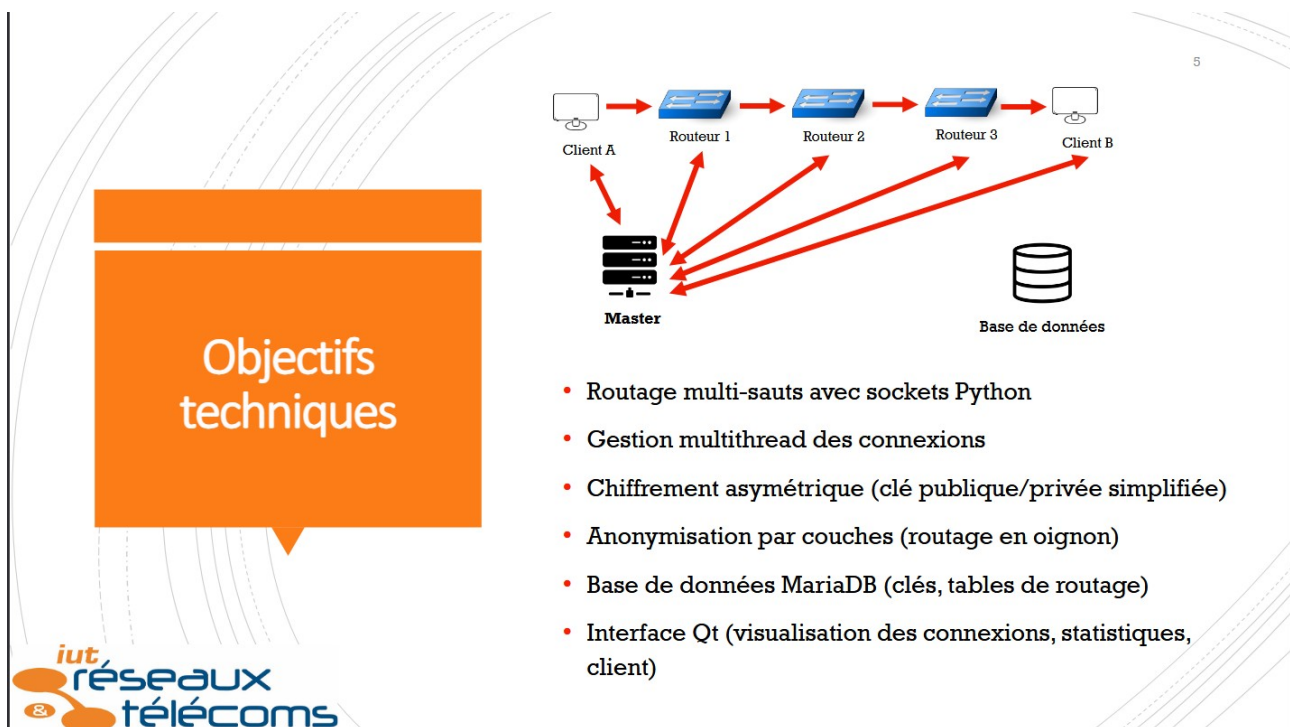 5
Client A
Routeur 1
Routeur 2
Routeur 3
Client B
Master
Base de données
Objectifs
techniques
• Routage multi-sauts avec sockets Python
• Gestion multithread des connexions
• Chiffrement asymétrique (clé publique/privée simplifiée)
• Anonymisation par couches (routage en oignon)
• Base de données MariaDB (clés, tables de routage)
• Interface Qt (visualisation des connexions, statistiques,
client)
iut
réseaux
& télécoms